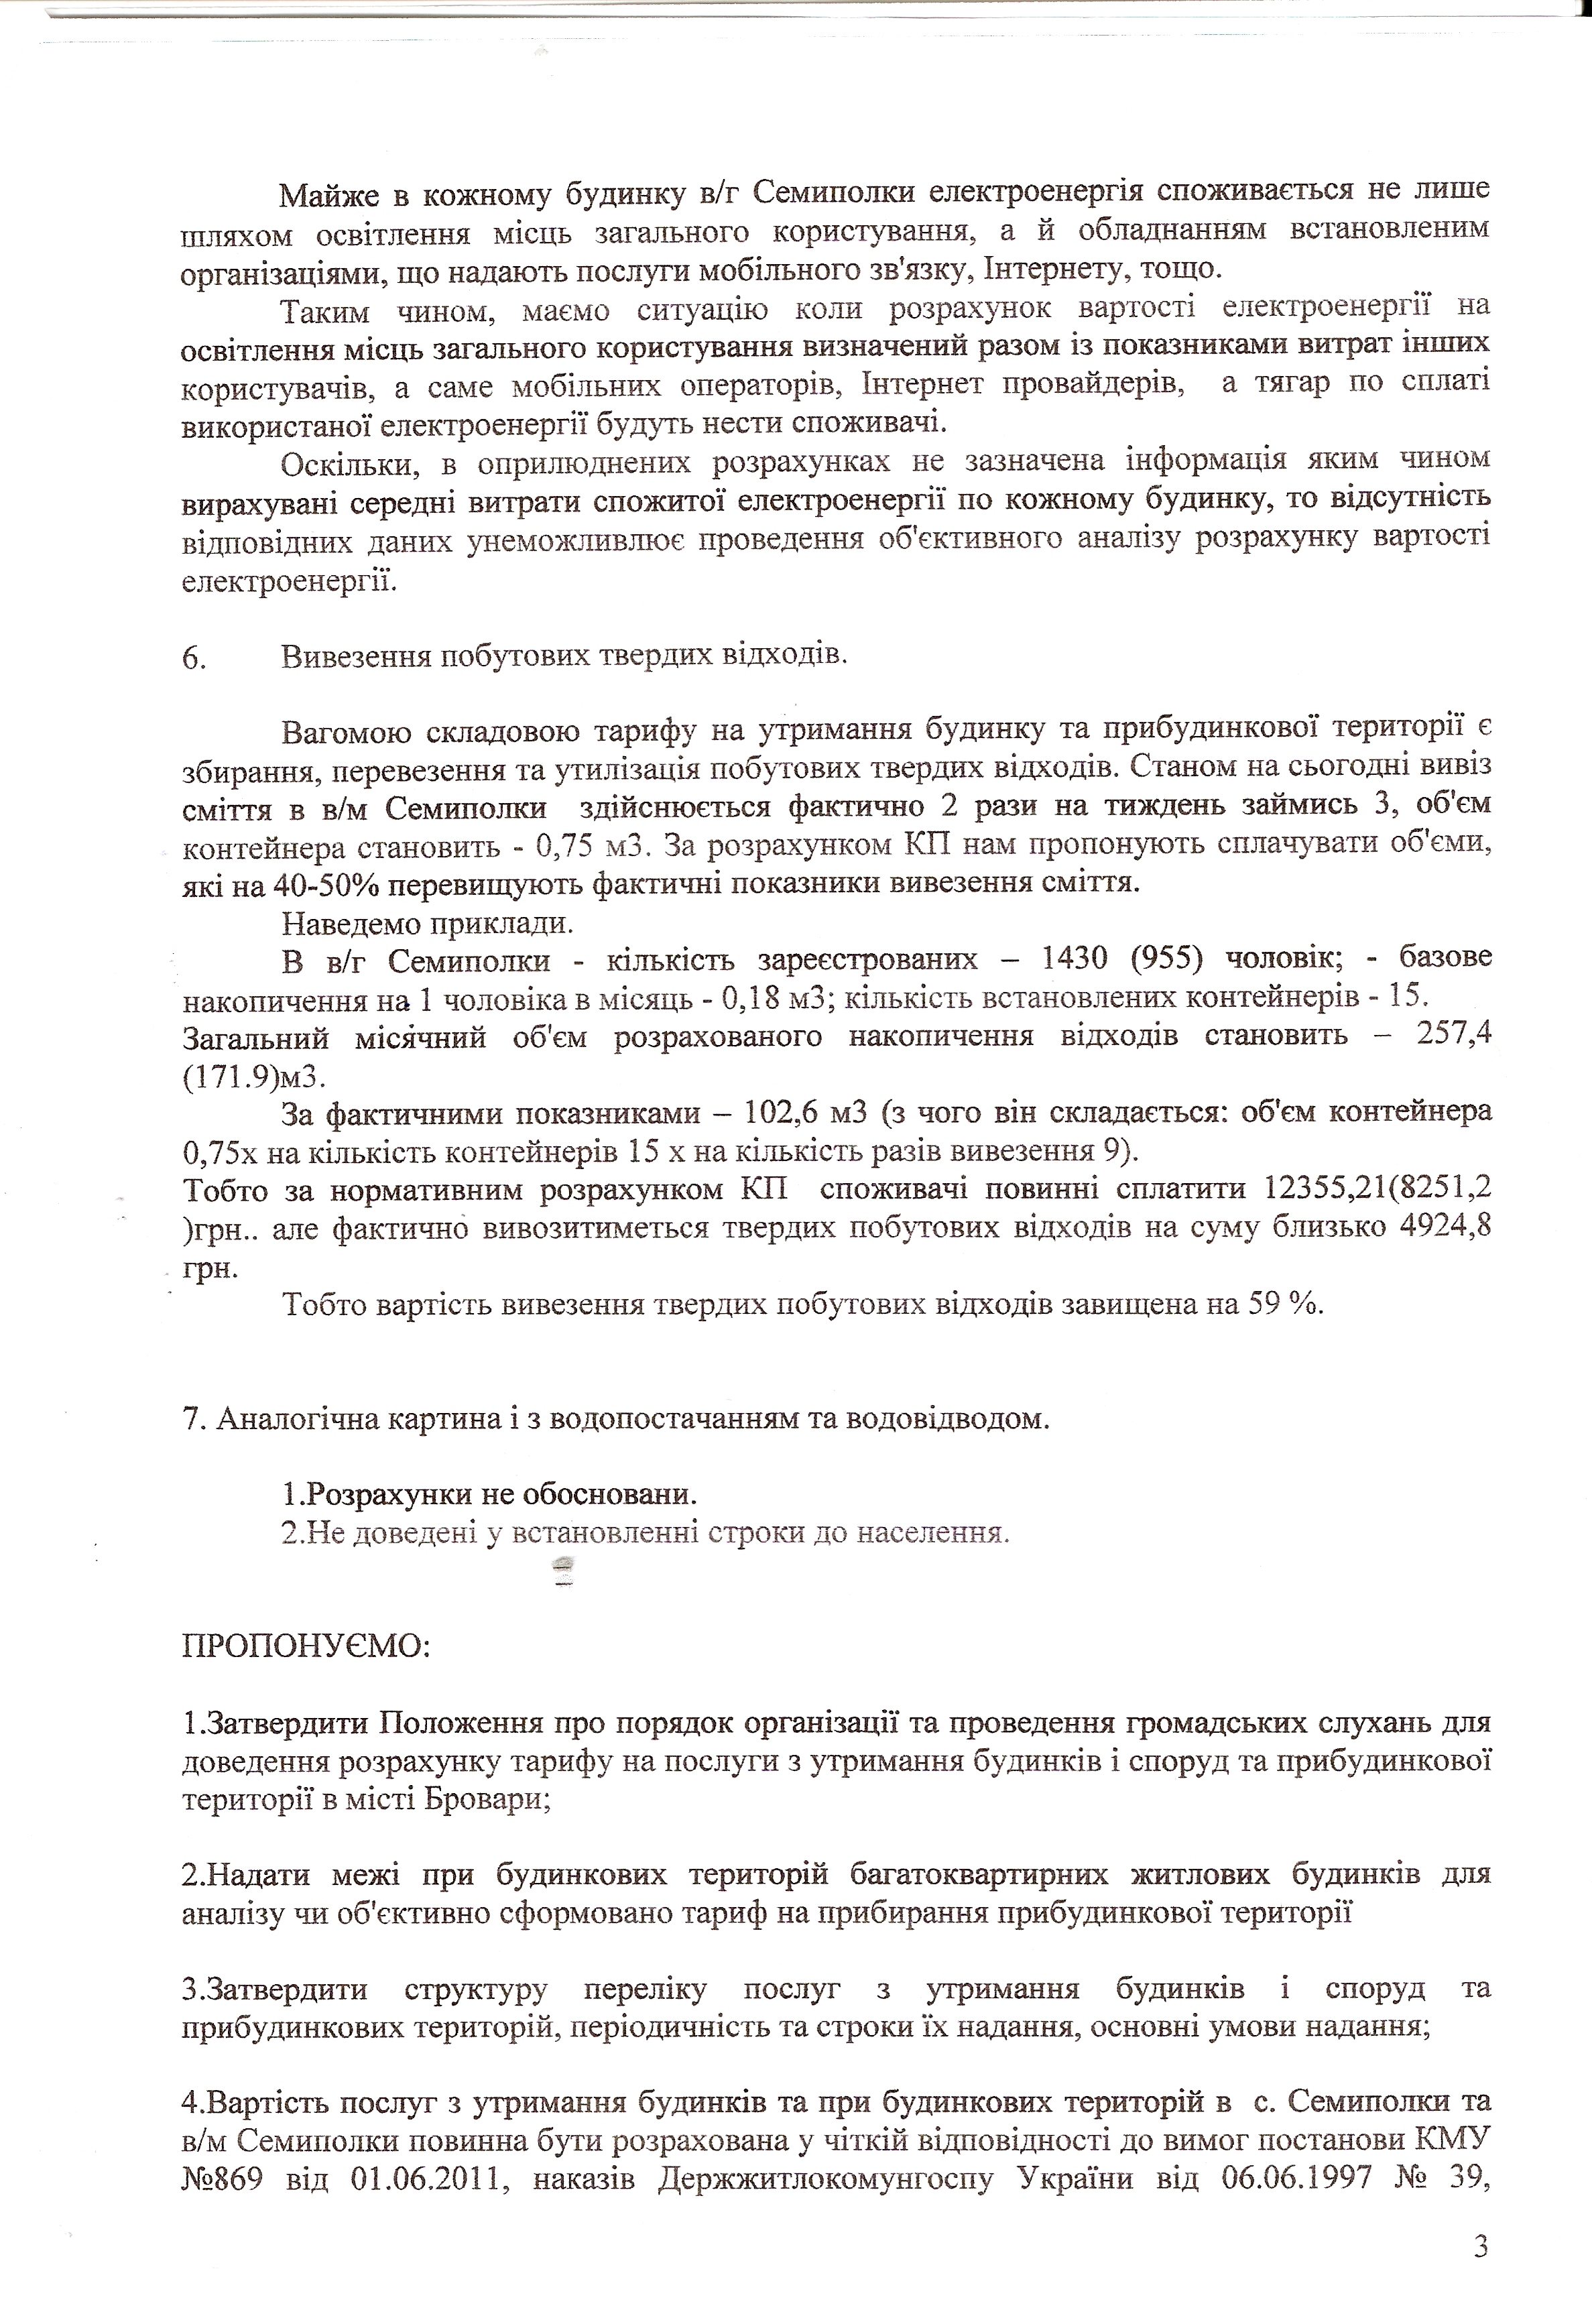 Майже в кожному будинку в/г Семиполки електроенергія споживається не лише
шляхом освітлення місць загального користування, а й обладнанням встановленим
організаціями, що надають послуги мобільного зв'язку, Інтернету, тощо.
Таким чином, маємо ситуацію коли розрахунок вартості електроенергії на
освітлення місць загального користування визначений разом із показниками витрат інших
користувачів, а саме мобільних операторів, Інтернет провайдерів, а тягар по сплаті
використаної електроенергії будуть нести споживачі.
Оскільки, в оприлюднених розрахунках не зазначена інформація яким чином
вирахувані середні витрати спожитої електроенергії по кожному будинку, то відсутність
відповідних даних унеможливлює проведення об'єктивного аналізу розрахунку вартості
електроенергії.
6. Вивезення побутових твердих відходів.
Вагомою складовою тарифу на утримання будинку та прибудинкової території є
збирання, перевезення та утилізація побутових твердих відходів. Станом на сьогодні вивіз
сміття в в/м Семиполки здійснюється фактично 2 рази на тиждень займись 3, об'єм
контейнера становить - 0,75 м3. За розрахунком КП нам пропонують сплачувати об'єми,
які на 40-50% перевищують фактичні показники вивезення сміття.
Наведемо приклади.
В в/г Семиполки - кількість зареєстрованих – 1430 (955) чоловік; - базове
накопичення на 1 чоловіка в місяць - 0,18 м3; кількість встановлених контейнерів - 15.
Загальний місячний об'єм розрахованого накопичення відходів становить – 257,4
(171.9)м3.
За фактичними показниками – 102,6 м3 (з чого він складається: об'єм контейнера
0,75х на кількість контейнерів 15 х на кількість разів вивезення 9).
Тобто за нормативним розрахунком КП споживачі повинні сплатити 12355,21(8251,2
)грн.. але фактично вивозитиметься твердих побутових відходів на суму близько 4924,8
грн.
Тобто вартість вивезення твердих побутових відходів завищена на 59 %.
7. Аналогічна картина і з водопостачанням та водовідводом.
1.Розрахунки не обосновани.
2.Не доведені у встановленні строки до населення.
ПРОПОНУЄМО:
1.Затвердити Положення про порядок організації та проведення громадських слухань для
доведення розрахунку тарифу на послуги з утримання будинків і споруд та прибудинкової
території в місті Бровари;
2.Надати межі при будинкових територій багатоквартирних житлових будинків для
аналізу чи об'єктивно сформовано тариф на прибирання прибудинкової території
3.Затвердити структуру переліку послуг з утримання будинків і споруд та
прибудинкових територій, періодичність та строки їх надання, основні умови надання;
4.Вартість послуг з утримання будинків та при будинкових територій в с. Семиполки та
в/м Семиполки повинна бути розрахована у чіткій відповідності до вимог постанови КМУ
№869 від 01.06.2011, наказів Держжитлокомунгоспу України від 06.06.1997 № 39,
3